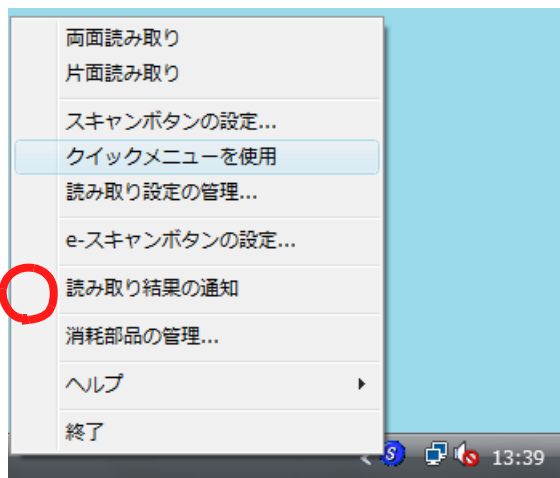 両面読み取り
片面読み取り
スキャンボタンの設定...
クイックメニューを使用
読み取り設定の管理...
e-スキャンボタンの設定...
読み取り結果の通知
消耗部品の管理...
ヘルプ
終了
S
13:39